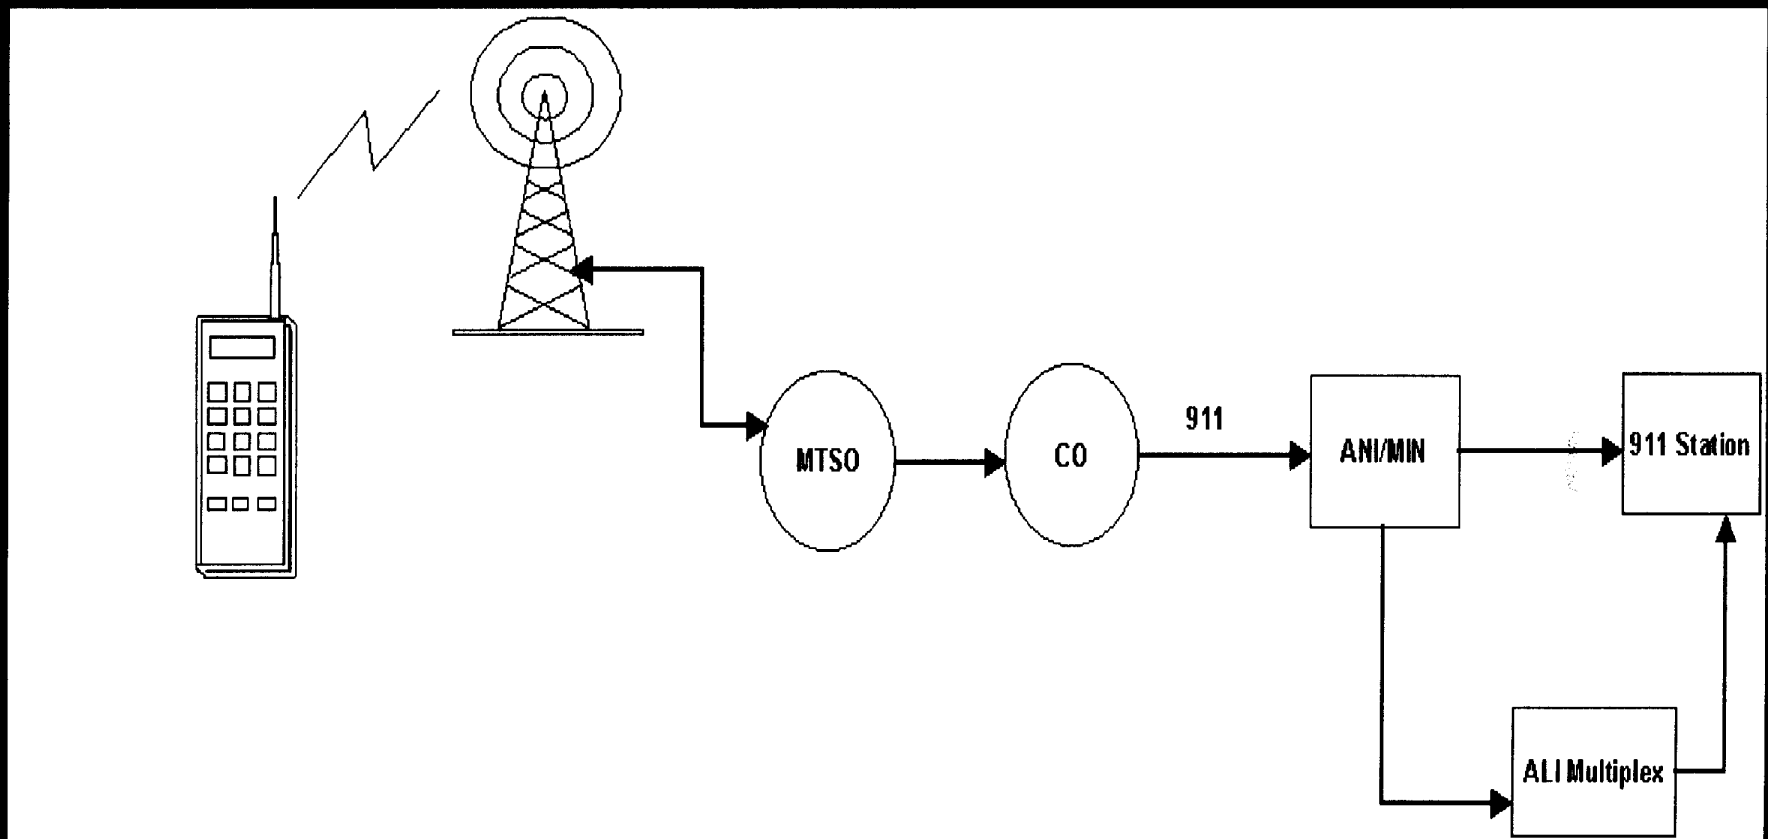 MTSO
CO
911
ANI/MIN
911 Station
ALI Multiplex